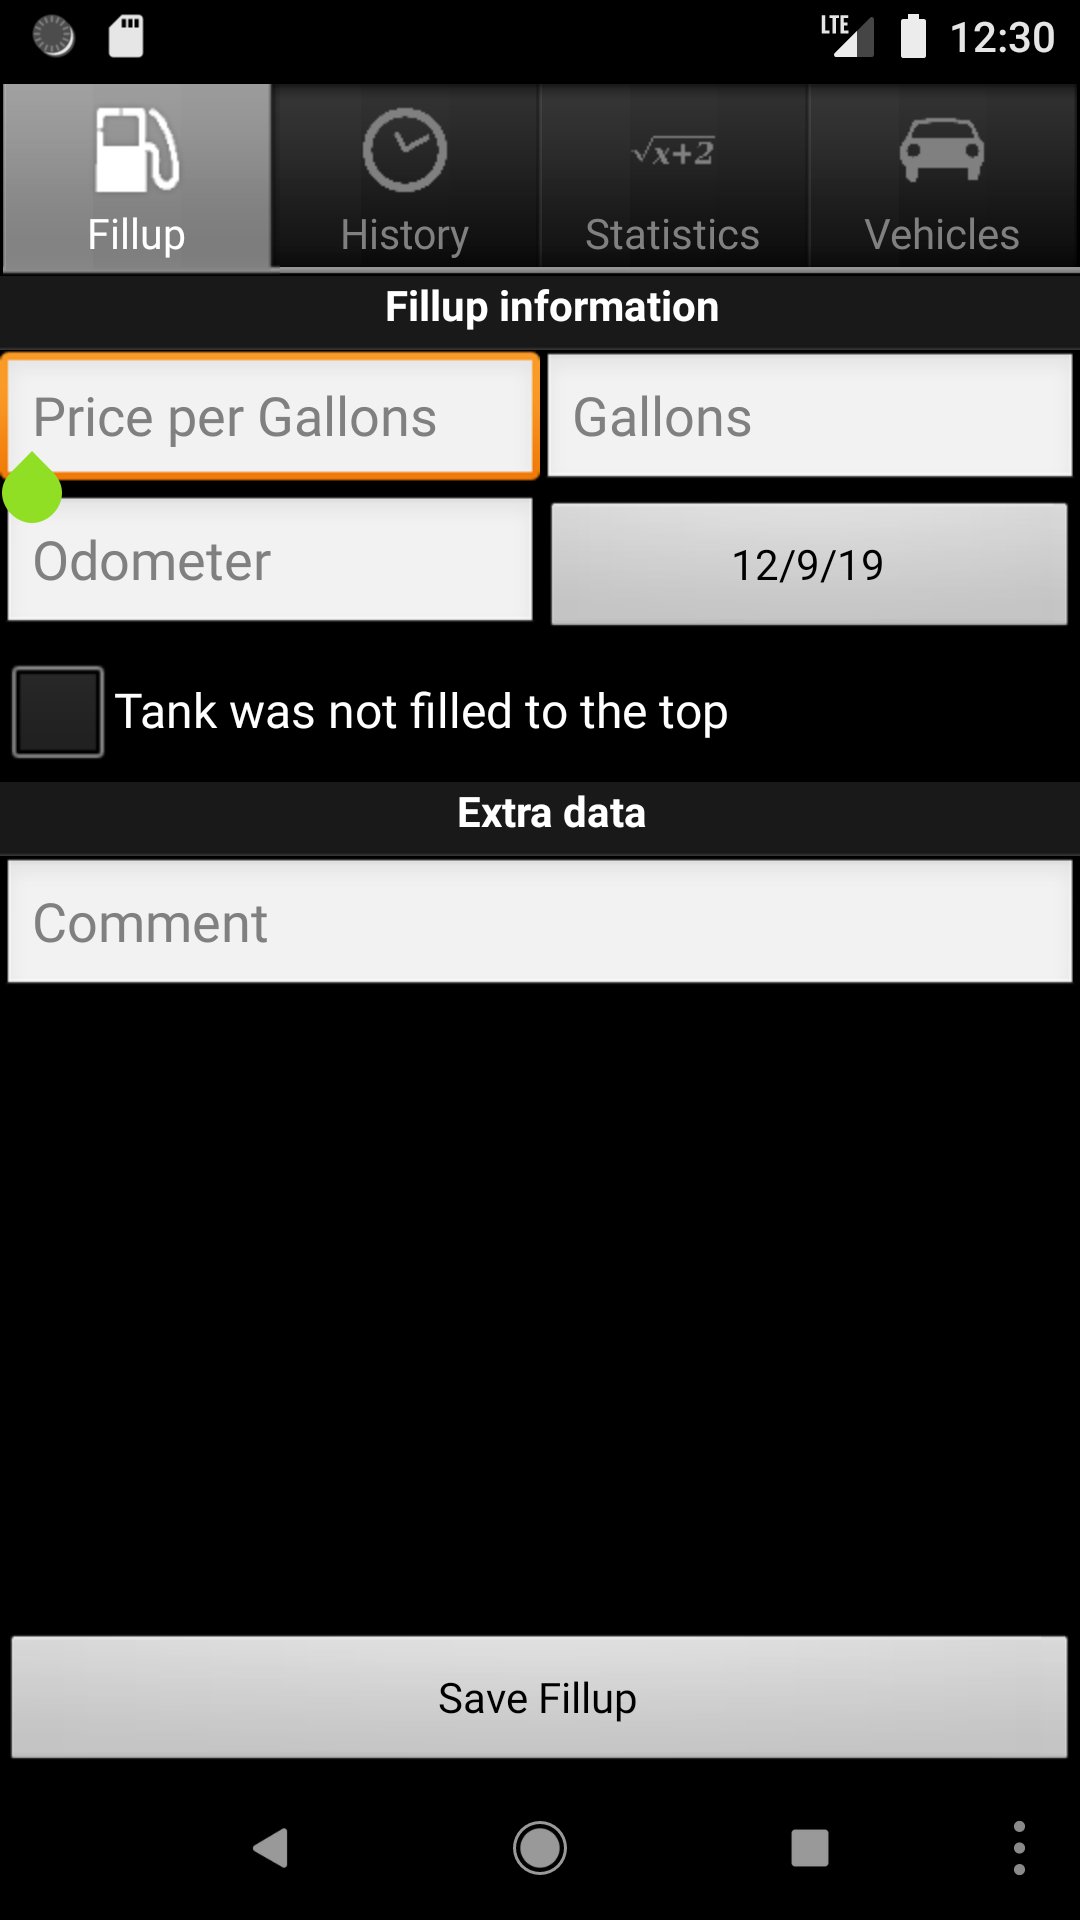 LTE 12:30
√x+2
Fillup History Statistics Vehicles
Fillup information
Price per Gallons Gallons
Odometer 12/9/19
Tank was not filled to the top
Extra data
Comment
Save Fillup